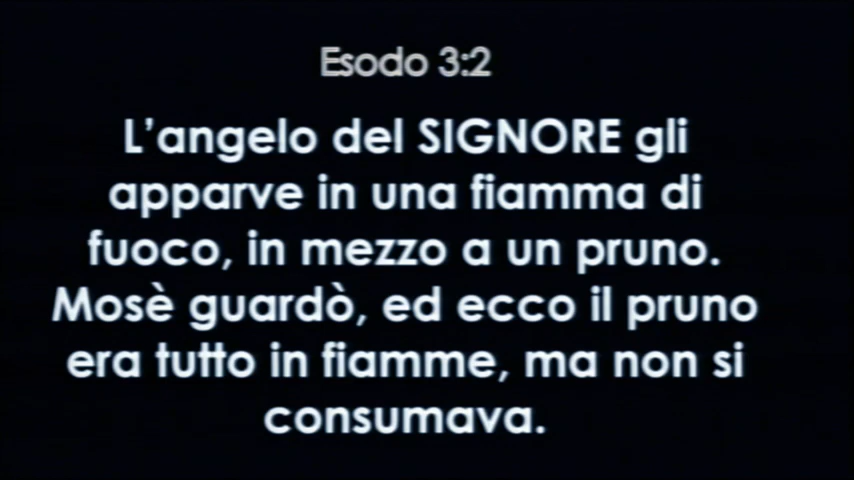 Esodo 3:2
L’angelo del SIGNORE gli
apparve in una fiamma di
fuoco, in mezzo a un pruno.
Mosè guardò, ed ecco il pruno
era tutto in fiamme, ma non si
consumava.